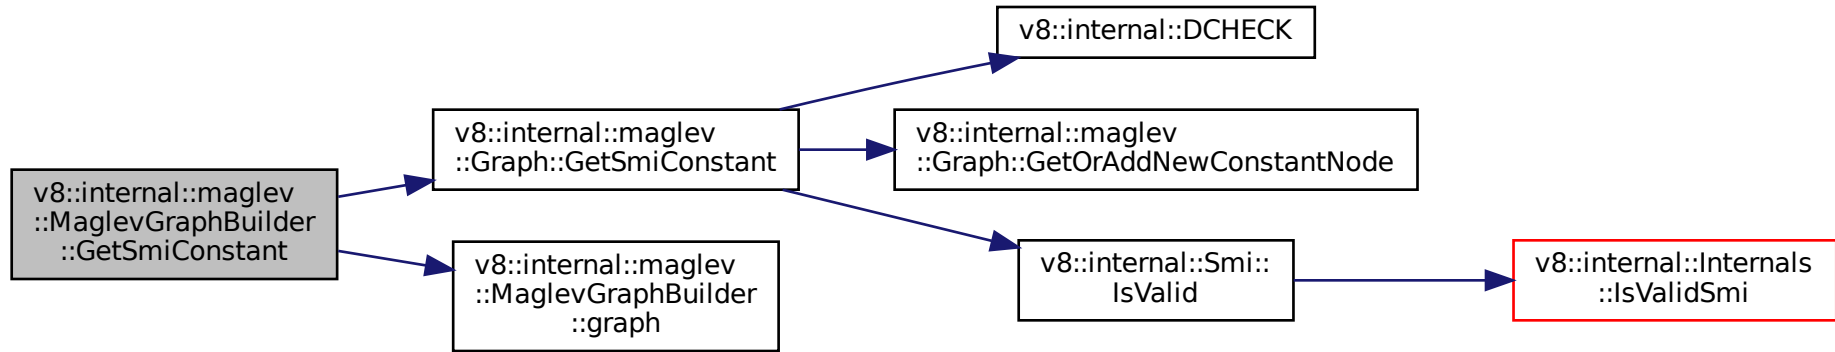 v8::internal::maglev
::MaglevGraphBuilder
::GetSmiConstant
v8::internal::maglev
::Graph::GetSmiConstant
v8::internal::DCHECK
v8::internal::maglev
::Graph::GetOrAddNewConstantNode
v8::internal::Smi::
IsValid
v8::internal::Internals
::IsValidSmi
v8::internal::maglev
::MaglevGraphBuilder
::graph